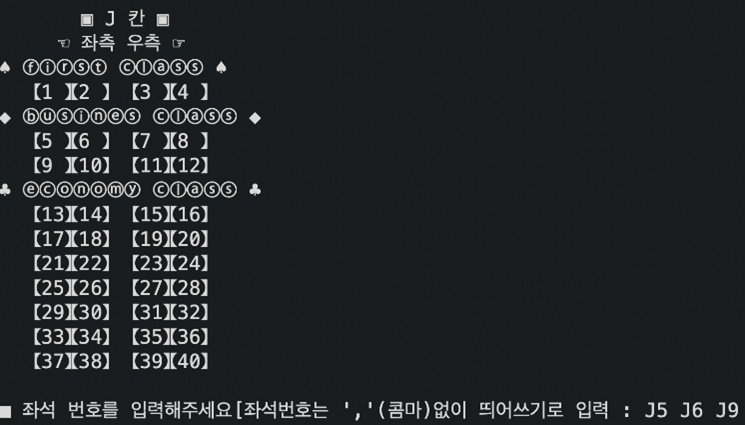 ▣ J 칸 ▣
☜ 좌측 우측 ☞
♠ ⓕⓘⓡⓢⓣ ⓒⓛⓐⓢⓢ ♠
【1 】【2 】 【3 】【4 】
◆ ⓑⓤⓢⓘⓝⓔⓢ ⓒⓛⓐⓢⓢ ◆
【5 】【6 】 【7 】【8 】
【9 】【10】 【11】【12】
♣ ⓔⓒⓞⓝⓞⓜⓨ ⓒⓛⓐⓢⓢ ♣
【13】【14】 【15】【16】
【17】【18】 【19】【20】
【21】【22】 【23】【24】
【25】【26】 【27】【28】
【29】【30】 【31】【32】
【33】【34】 【35】【36】
【37】【38】 【39】【40】
■ 좌석 번호를 입력해주세요[좌석번호는 ','(콤마)없이 띄어쓰기로 입력 : J5 J6 J9